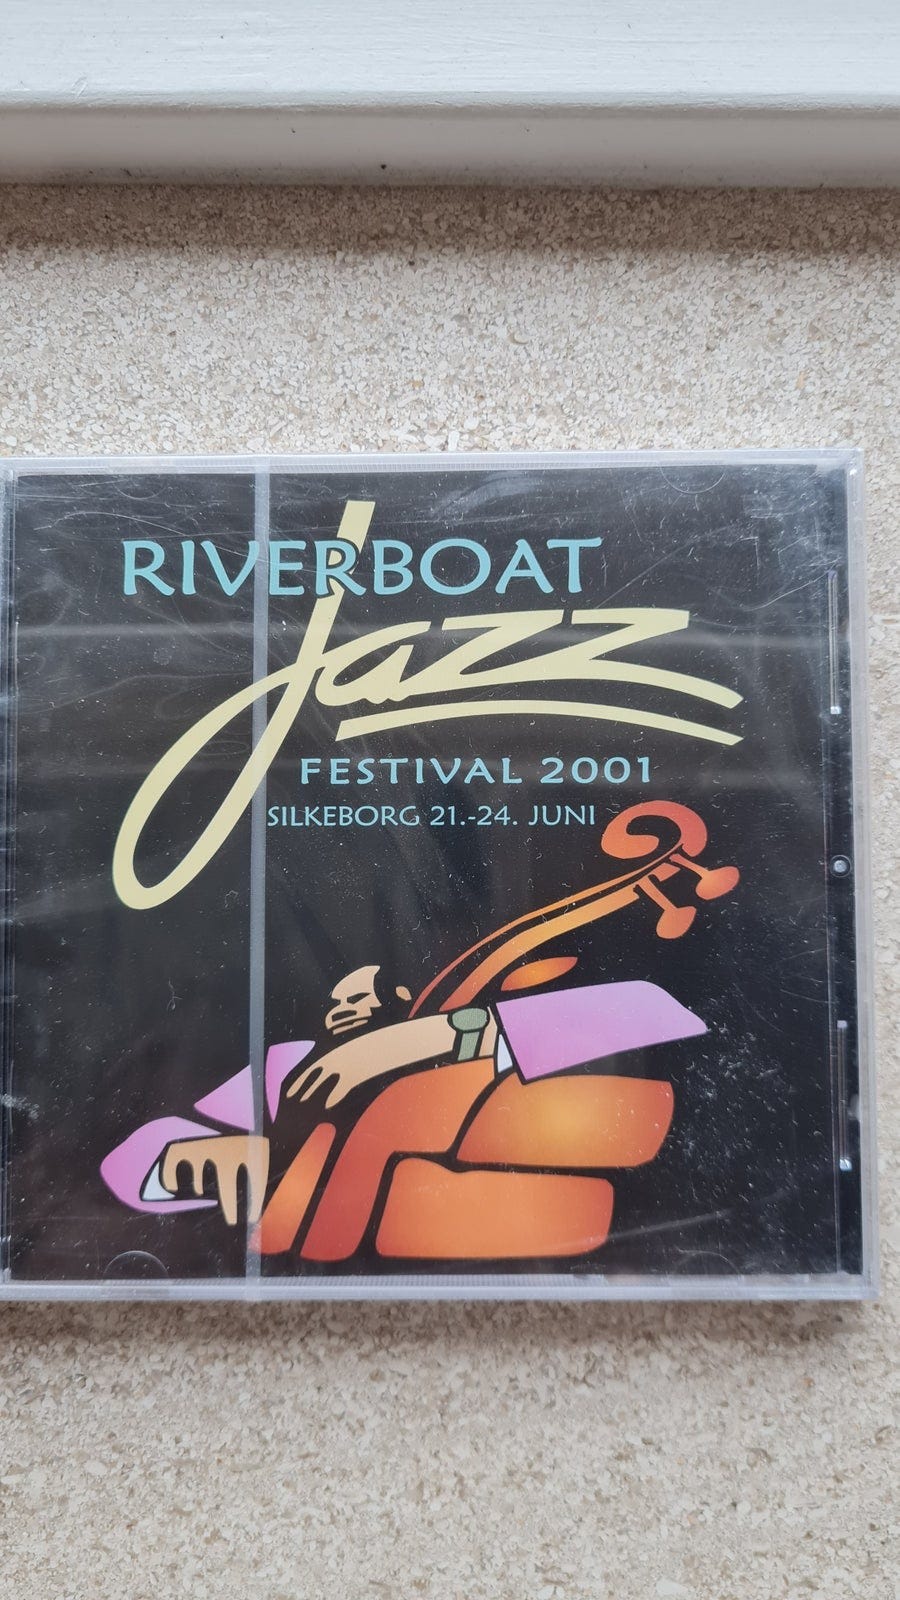 RIVERBOAT
jazz
FESTIVAL 2001
SILKEBORG 21.-24. JUNI